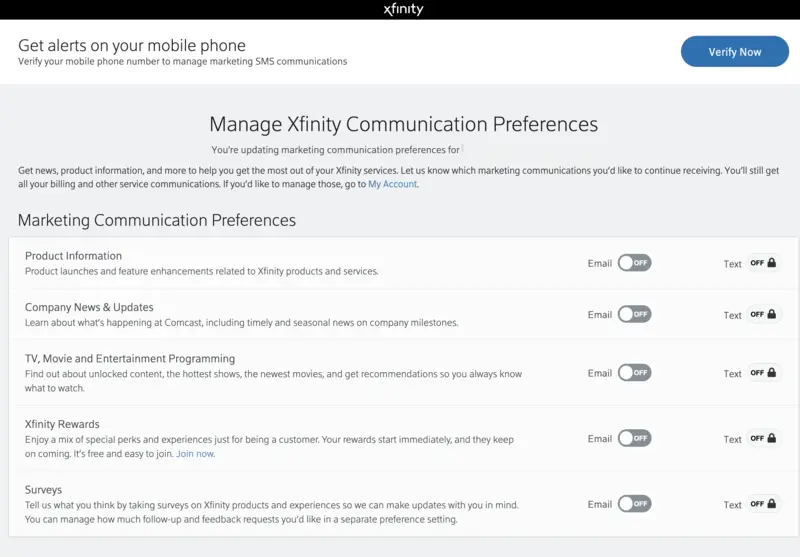 xfinity
Get alerts on your mobile phone
Verify your mobile phone number to manage marketing SMS communications
Verify Now
Manage Xfinity Communication Preferences
You're updating marketing communication preferences for
Get news, product information, and more to help you get the most out of your Xfinity services. Let us know which marketing communications you'd like to continue receiving. You'll still get
all your billing and other service communications. If you'd like to manage those, go to My Account.
Marketing Communication Preferences
Product Information
Product launches and feature enhancements related to Xfinity products and services.
Email OFF Text OFF
Company News & Updates
Learn about what's happening at Comcast, including timely and seasonal news on company milestones.
Email OFF Text OFF
TV, Movie and Entertainment Programming
Find out about unlocked content, the hottest shows, the newest movies, and get recommendations so you always know
what to watch.
Email OFF Text OFF
Xfinity Rewards
Enjoy a mix of special perks and experiences just for being a customer. Your rewards start immediately, and they keep
on coming. It's free and easy to join. Join now.
Email OFF Text OFF
Surveys
Tell us what you think by taking surveys on Xfinity products and experiences so we can make updates with you in mind.
You can manage how much follow-up and feedback requests you'd like in a separate preference setting.
Email OFF Text OFF